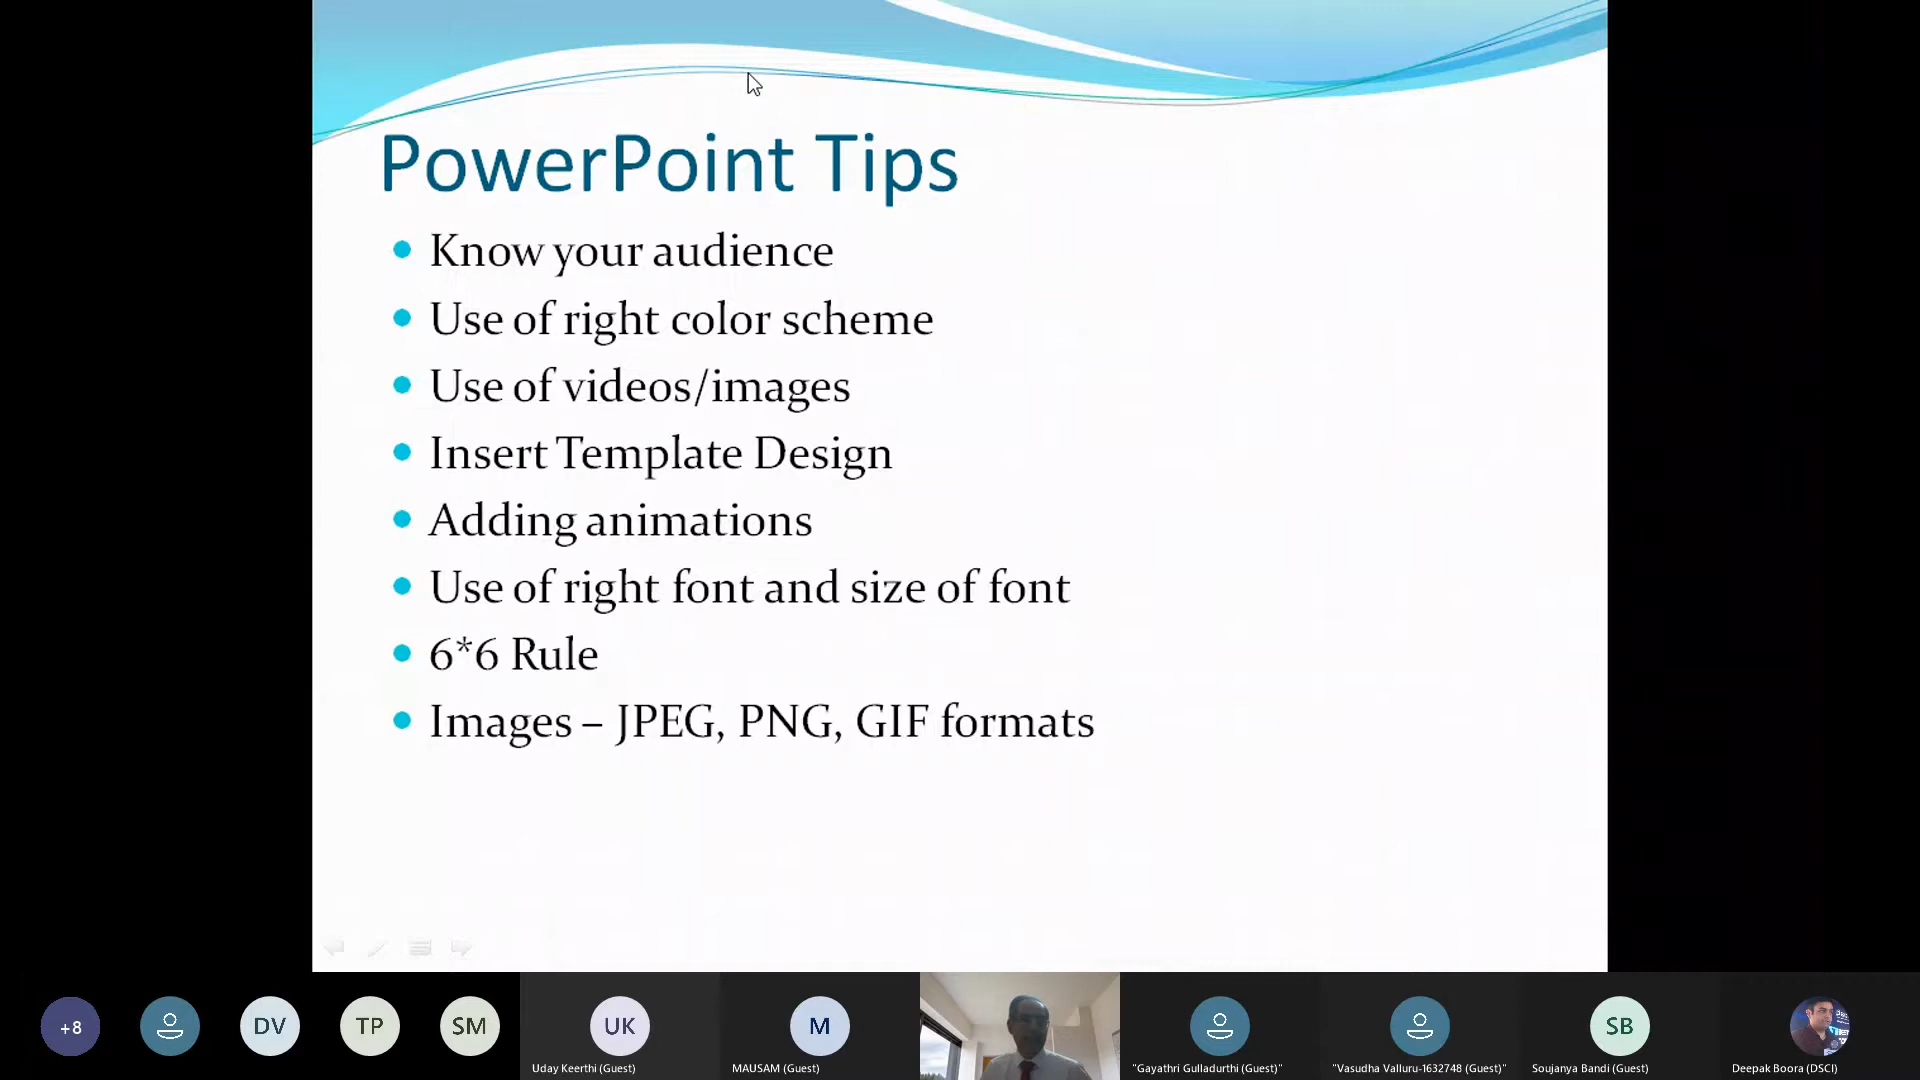 PowerPoint Tips
Know your audience
Use of right color scheme
Use of videos/images
Insert Template Design
Adding animations
Use of right font and size of font
6*6 Rule
Images – JPEG, PNG, GIF formats
+8
DV
TP
SM
UK
M
SB
Uday Keerthi (Guest)
MAUSAM (Guest)
"Gayathri Gulladurthi (Guest)"
"Vasudha Valluru-1632748 (Guest)"
Soujanya Bandi (Guest)
Deepak Boora (DSCI)